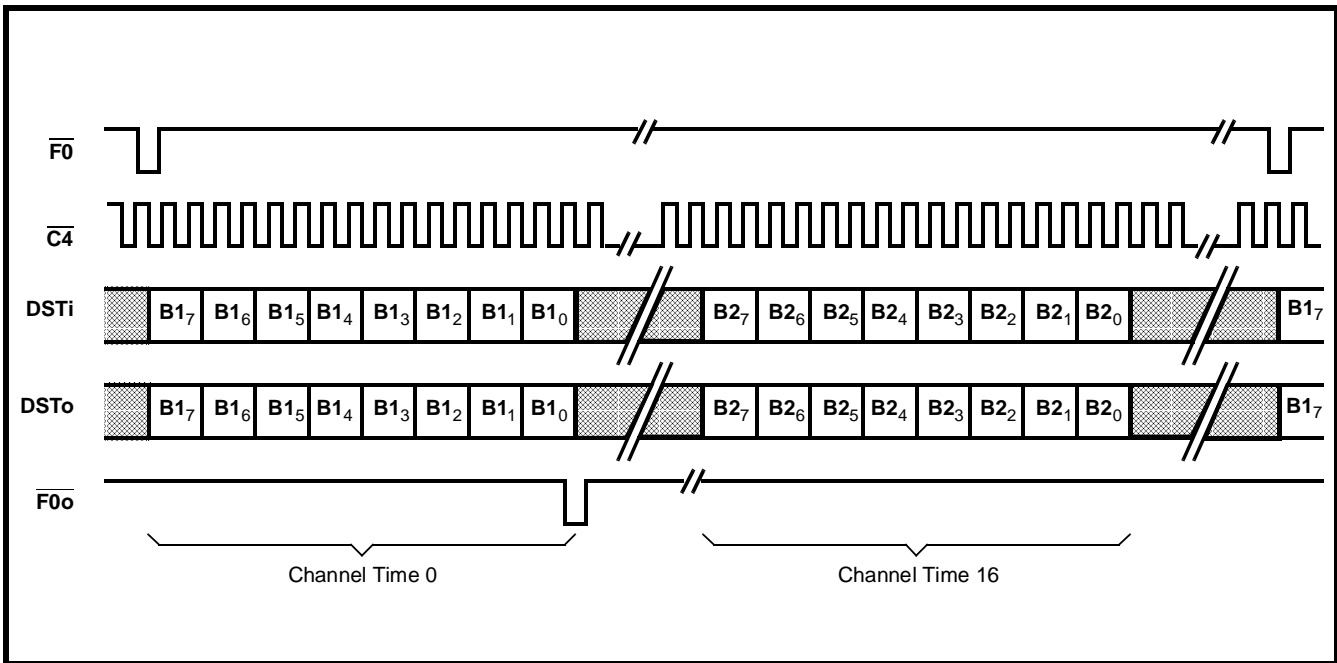 F0
C4
DSTi B17 B16 B15 B14 B13 B12 B11 B10 B27 B26 B25 B24 B23 B22 B21 B20 B17
DSTo B17 B16 B15 B14 B13 B12 B11 B10 B27 B26 B25 B24 B23 B22 B21 B20 B17
F0o
Channel Time 0 Channel Time 16